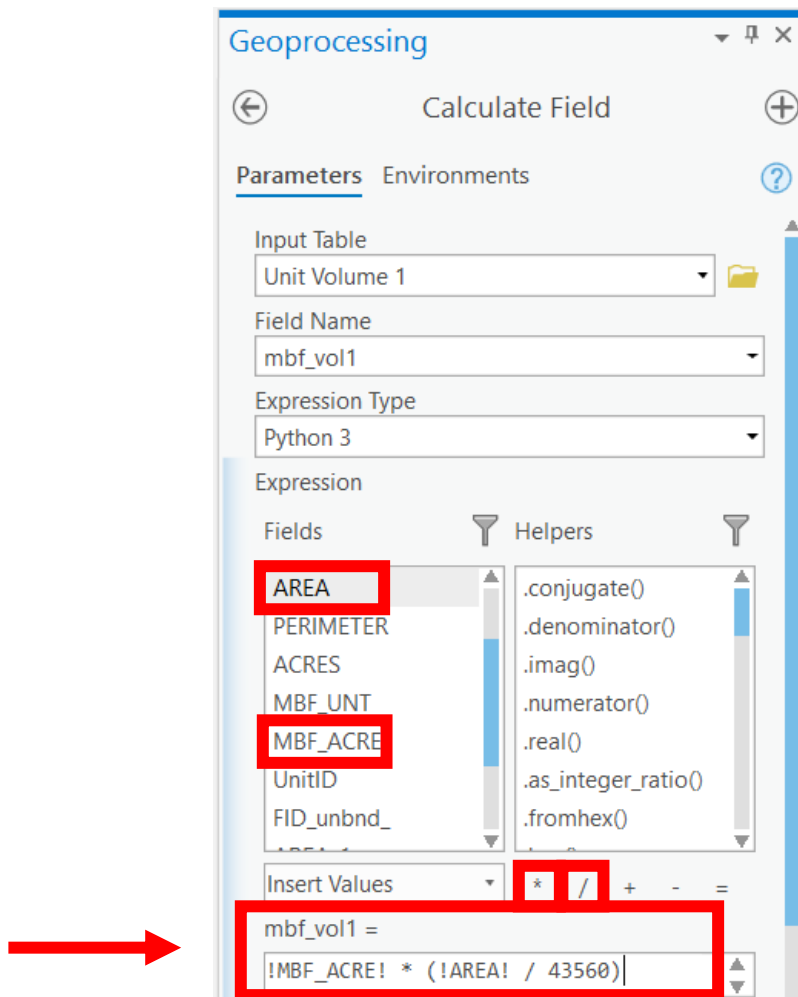 Geoprocessing
Calculate Field
Parameters Environments
Input Table
Unit Volume 1
Field Name
mbf_vol1
Expression Type
Python 3
Expression
Fields Helpers
AREA .conjugate()
PERIMETER .denominator()
ACRES .imag()
MBF_UNT .numerator()
MBF_ACRE .real()
UnitID .as_integer_ratio()
FID_unbnd_ .fromhex()
Insert Values * / + - =
mbf_vol1 =
!MBF_ACRE! * (!AREA! / 43560)